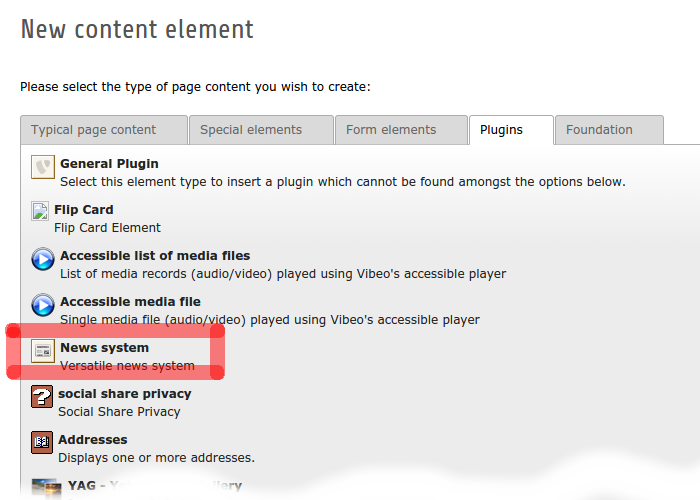 New content element
Please select the type of page content you wish to create:
Typical page content
Special elements
Form elements
Plugins
Foundation
General Plugin
Select this element type to insert a plugin which cannot be found amongst the options below.
Flip Card
Flip Card Element
Accessible list of media files
List of media records (audio/video) played using Vibeo's accessible player
Accessible media file
Single media file (audio/video) played using Vibeo's accessible player
News system
Versatile news system
social share privacy
Social Share Privacy
Addresses
Displays one or more addresses.
YAG -